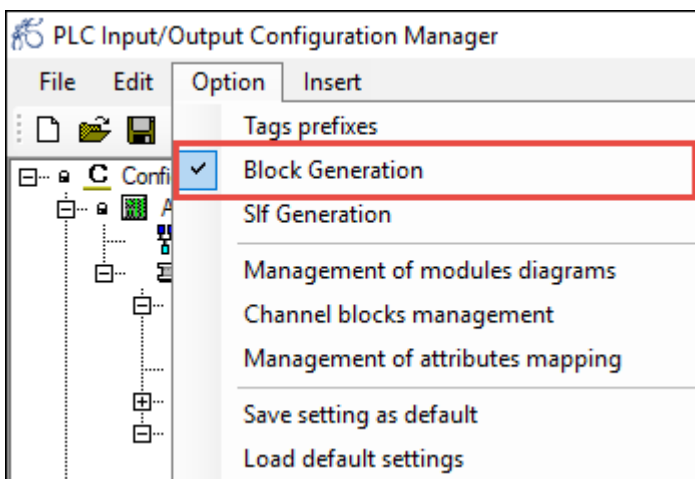 PLC Input/Output Configuration Manager
File Edit Option Insert
Tags prefixes
C Confi
Block Generation
A
Slf Generation
Management of modules diagrams
Channel blocks management
Management of attributes mapping
Save setting as default
Load default settings